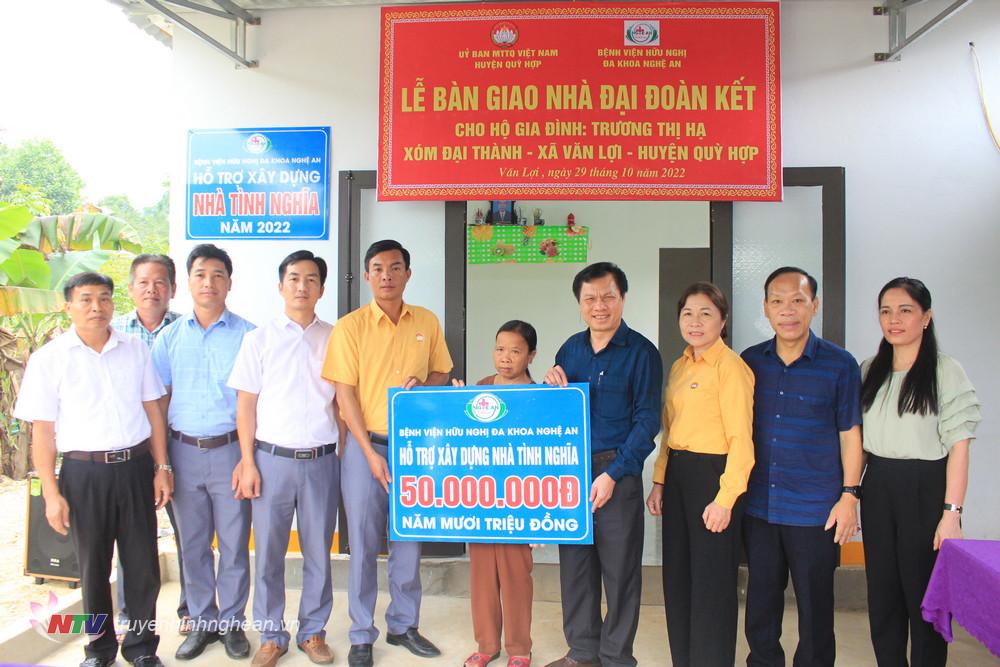 ỦY BAN MTTQ VIỆT NAM
HUYỆN QUỲ HỢP
BỆNH VIỆN HỮU NGHỊ
ĐA KHOA NGHỆ AN
LỄ BÀN GIAO NHÀ ĐẠI ĐOÀN KẾT
CHO HỘ GIA ĐÌNH: TRƯƠNG THỊ HẠ
XÓM ĐẠI THÀNH - XÃ VĂN LỢI - HUYỆN QUỲ HỢP
Văn Lợi, ngày 29 tháng 10 năm 2022
BỆNH VIỆN HỮU NGHỊ ĐA KHOA NGHỆ AN
HỖ TRỢ XÂY DỰNG
NHÀ TÌNH NGHĨA
NĂM 2022
NGHỆ AN
BỆNH VIỆN HỮU NGHỊ ĐA KHOA NGHỆ AN
HỖ TRỢ XÂY DỰNG NHÀ TÌNH NGHĨA
50.000.000Đ
NĂM MƯƠI TRIỆU ĐỒNG
NTV truyenhinhnghean.vn